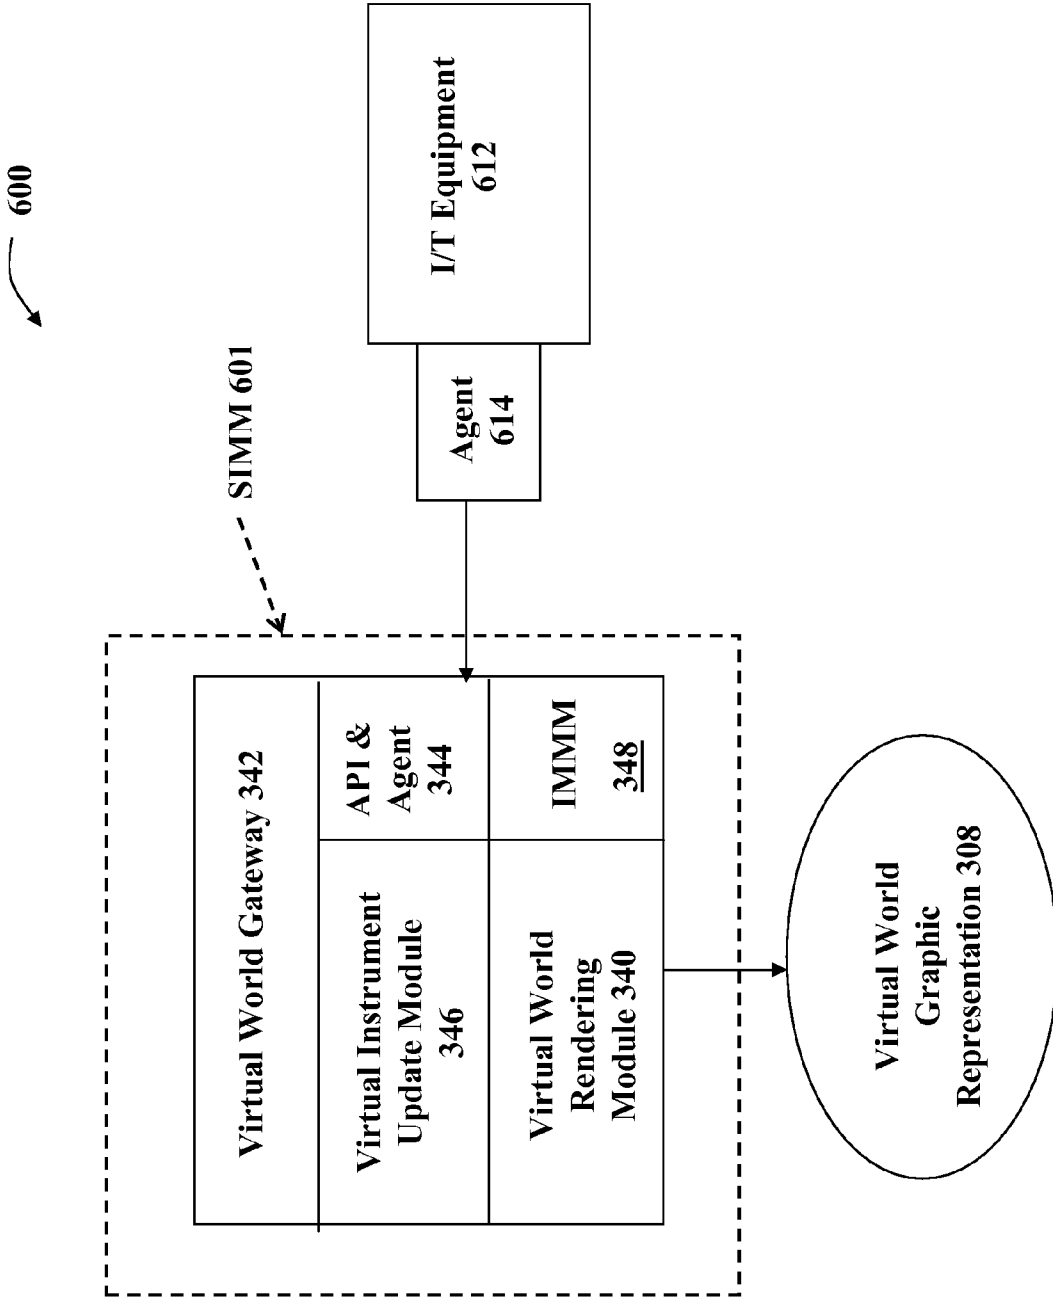 600
SIMM 601
Virtual World Gateway 342
Virtual Instrument
Update Module
346
API &
Agent
344
Virtual World
Rendering
Module 340
IMMM
348
Agent
614
I/T Equipment
612
Virtual World
Graphic
Representation 308